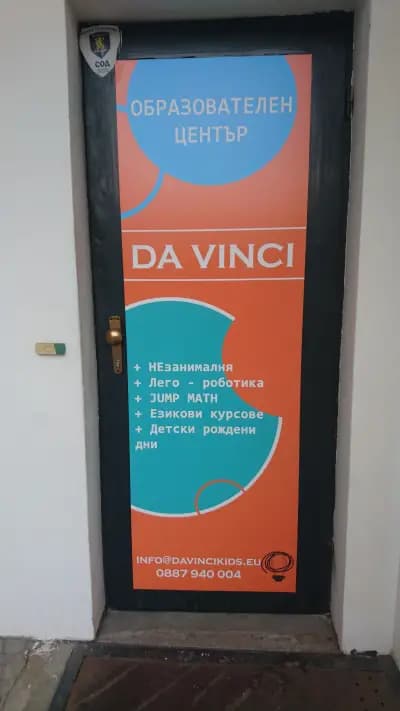 СОД
ОБРАЗОВАТЕЛЕН
ЦЕНТЪР
DA VINCI
+ НЕзанималня
+ Лего - роботика
+ JUMP MATH
+ Езикови курсове
+ Детски рождени
дни
INFO@DAVINCIKIDS.EU
0887 940 004